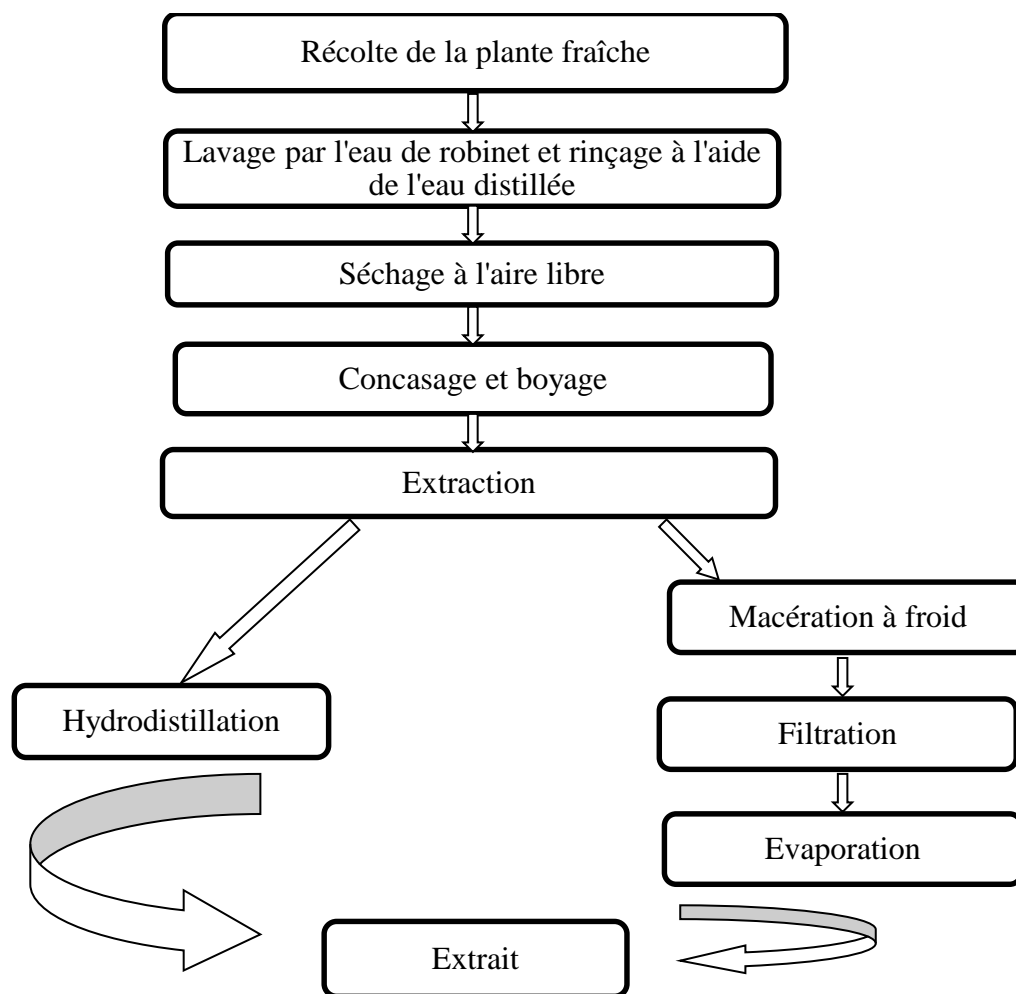 Récolte de la plante fraîche
Lavage par l'eau de robinet et rinçage à l'aide
de l'eau distillée
Séchage à l'aire libre
Concasage et boyage
Extraction
Macération à froid
Hydrodistillation
Filtration
Evaporation
Extrait